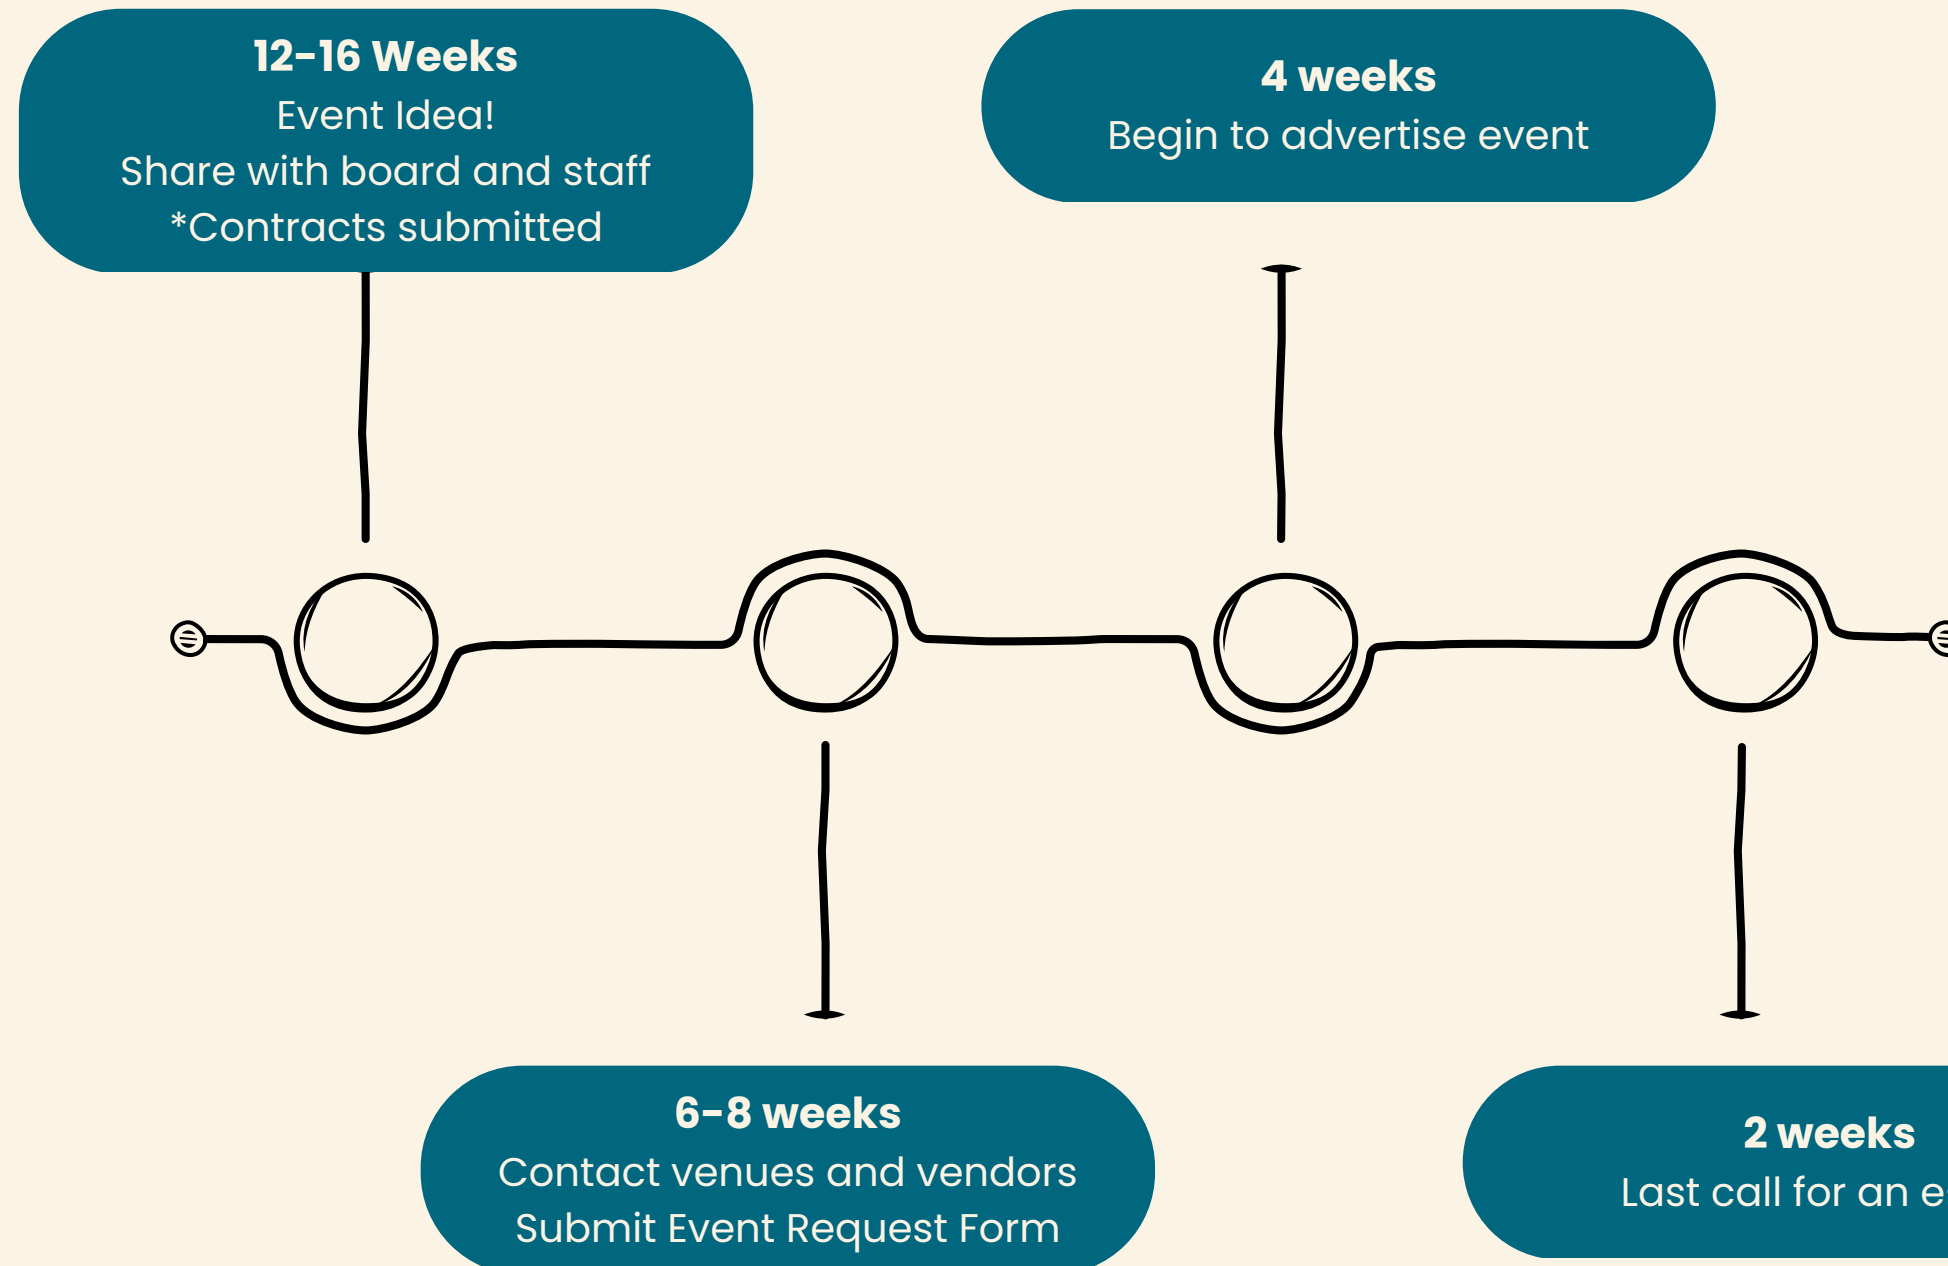 12-16 Weeks
Event Idea!
Share with board and staff
*Contracts submitted
4 weeks
Begin to advertise event
6-8 weeks
Contact venues and vendors
Submit Event Request Form
2 weeks
Last call for an